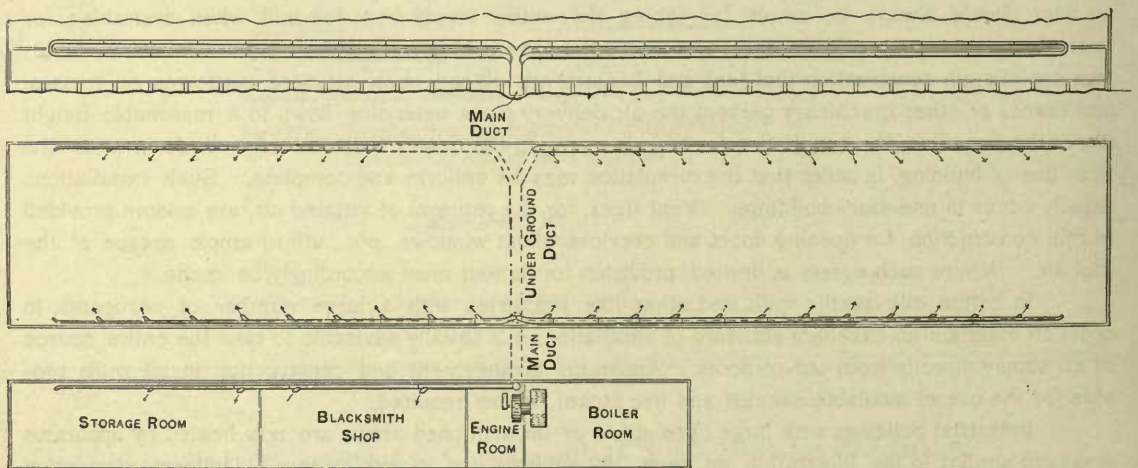 MAIN
DUCT
UNDER GROUND
DUCT
MAIN
DUCT
STORAGE ROOM
BLACKSMITH
SHOP
ENGINE
ROOM
BOILER
ROOM